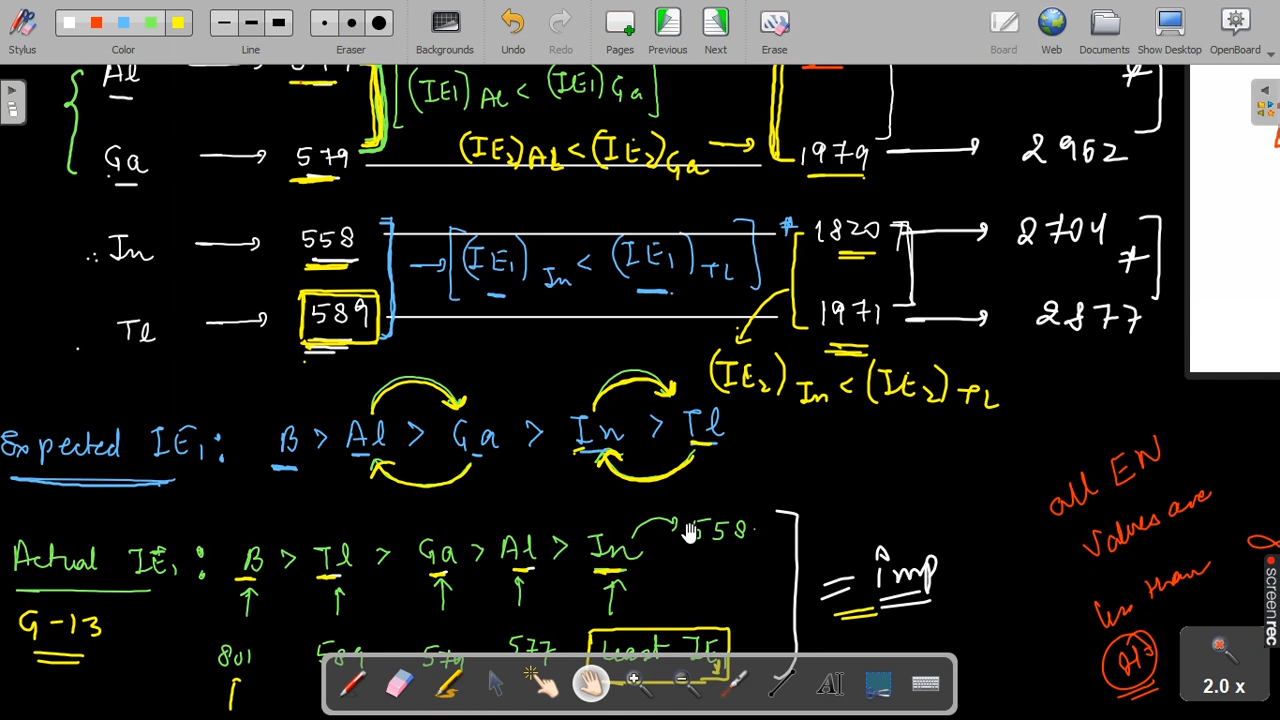 Stylus Color Line Eraser Backgrounds Undo Redo Pages Previous Next Erase Board Web Documents Show Desktop OpenBoard
Al
(IE1) Al < (IE1) Ga
Ga → 579 (IE2) Al < (IE2) Ga → 1979 → 2962
∴ In → 558 → (IE1) In < (IE1) Tl * 1820 → 2704 *
Tl → 589 1971 → 2877
(IE2) In < (IE2) Tl
Expected IE1 : B > Al > Ga > In > Tl
Actual IE1 : B > Tl > Ga > Al > In → 558
= imp
G-13
801 589 579 577 Least IE1
all EN
values are
less than
screenrec
2.0 x